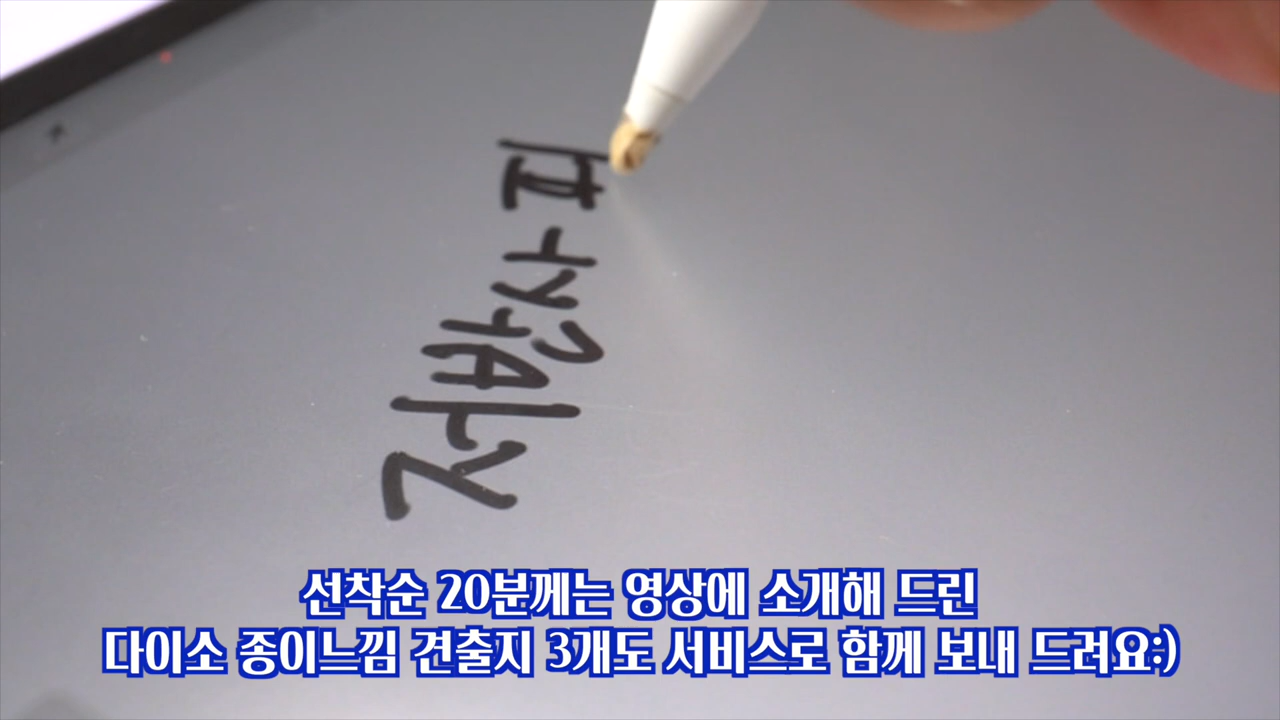 선착순 20분께는 영상에 소개해 드린
다이소 종이느낌 견출지 3개도 서비스로 함께 보내 드려요:)